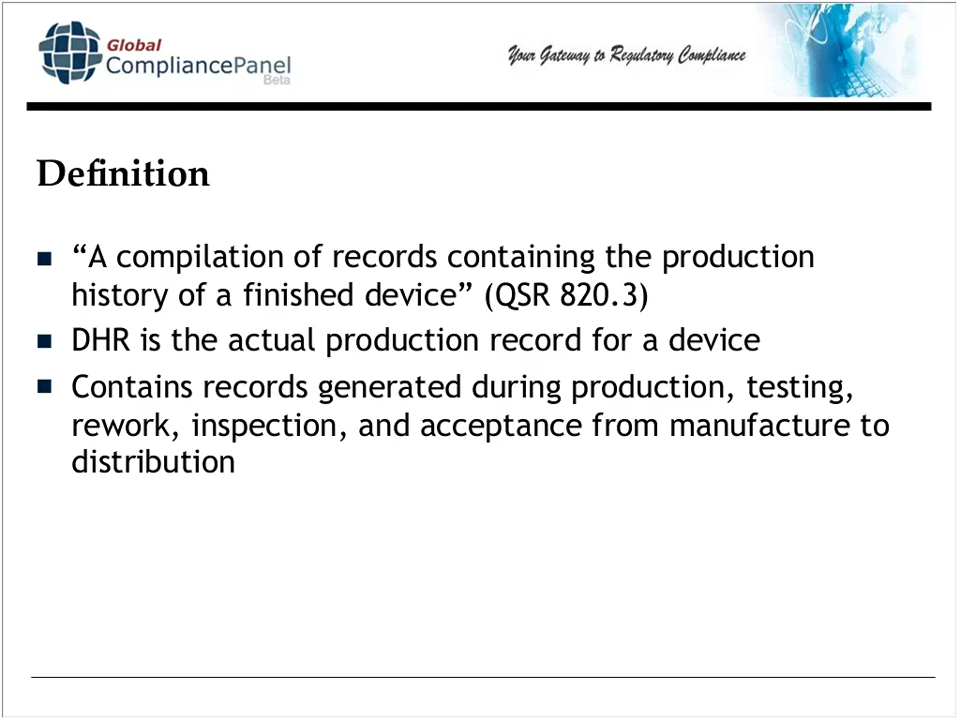 Global
CompliancePanel
Beta
Your Gateway to Regulatory Compliance
Definition
“A compilation of records containing the production
history of a finished device” (QSR 820.3)
DHR is the actual production record for a device
Contains records generated during production, testing,
rework, inspection, and acceptance from manufacture to
distribution